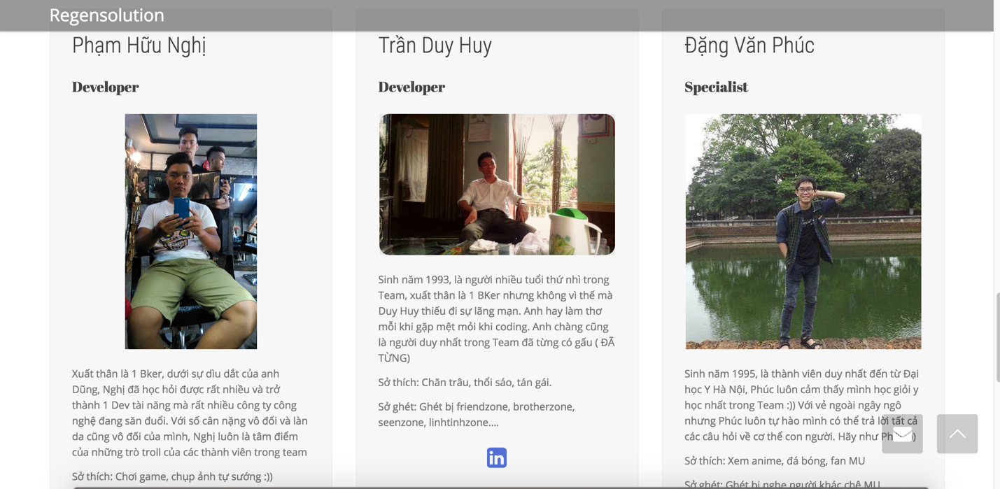 Regensolution
Phạm Hữu Nghị
Developer
Xuất thân là 1 Bker, dưới sự dìu dắt của anh
Dũng, Nghị đã học hỏi được rất nhiều và trở
thành 1 Dev tài năng mà rất nhiều công ty công
nghệ đang săn đuổi. Với số cân nặng vô đối và làn
da cũng vô đối của mình, Nghị luôn là tâm điểm
của những trò troll của các thành viên trong team
Sở thích: Chơi game, chụp ảnh tự sướng :))
Trần Duy Huy
Developer
Sinh năm 1993, là người nhiều tuổi thứ nhì trong
Team, xuất thân là 1 BKer nhưng không vì thế mà
Duy Huy thiếu đi sự lãng mạn. Anh hay làm thơ
mỗi khi gặp mệt mỏi khi coding. Anh chàng cũng
là người duy nhất trong Team đã từng có gấu ( ĐÃ
TỪNG)
Sở thích: Chăn trâu, thổi sáo, tán gái.
Sở ghét: Ghét bị friendzone, brotherzone,
seenzone, linhtinhzone....
in
Đặng Văn Phúc
Specialist
Sinh năm 1995, là thành viên duy nhất đến từ Đại
học Y Hà Nội, Phúc luôn cảm thấy mình học giỏi y
học nhất trong Team :)) Với vẻ ngoài ngây ngô
nhưng Phúc luôn tự hào mình có thể trả lời tất cả
các câu hỏi về cơ thể con người. Hãy như
Sở thích: Xem anime, đá bóng, fan MU
Sở ghét: Ghét bị nghe người khác chê MU